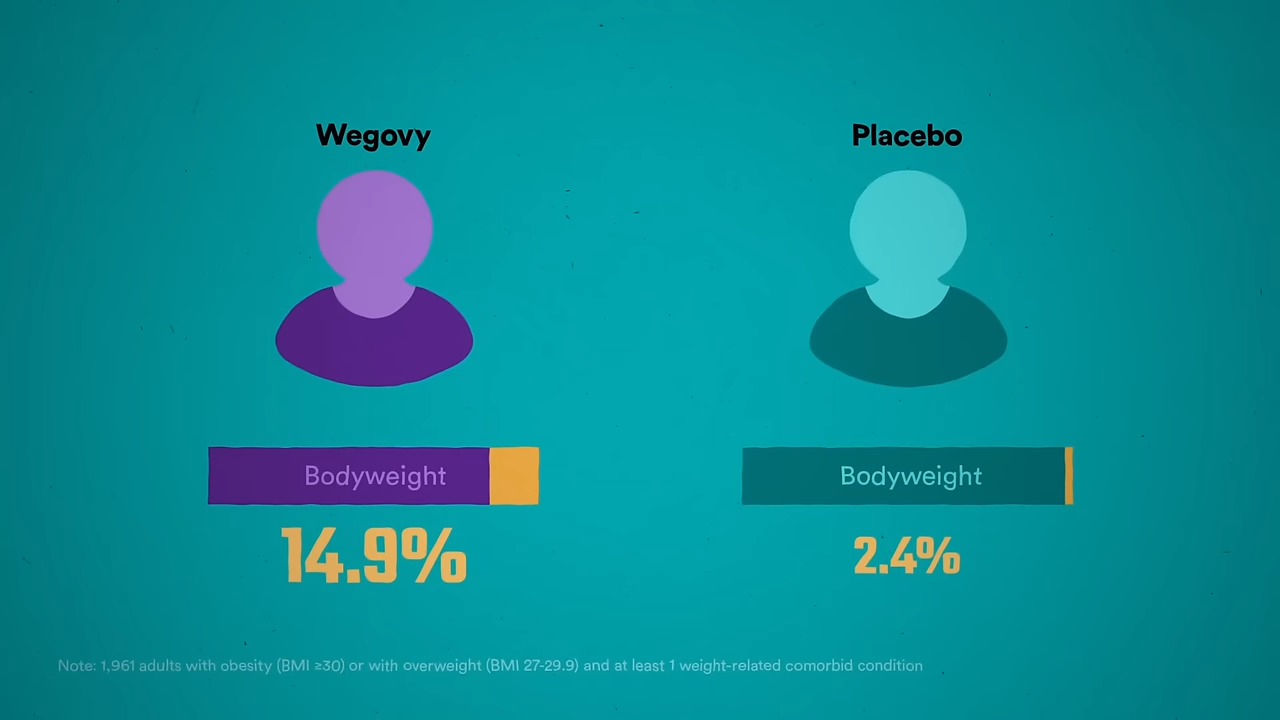 Wegovy
Placebo
Bodyweight
Bodyweight
14.9%
2.4%
Note: 1,961 adults with obesity (BMI ≥30) or with overweight (BMI 27-29.9) and at least 1 weight-related comorbid condition